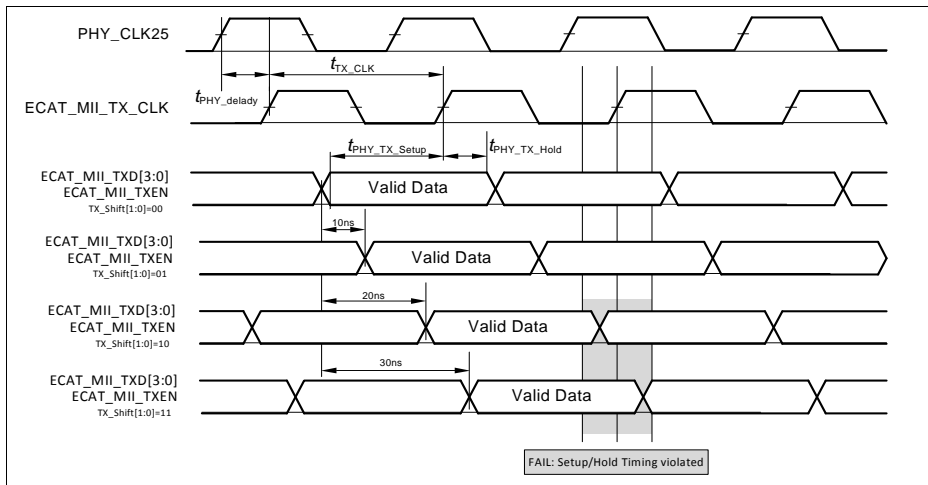 PHY_CLK25
tTX_CLK
tPHY_delady
ECAT_MII_TX_CLK
tPHY_TX_Setup
tPHY_TX_Hold
ECAT_MII_TXD[3:0]
ECAT_MII_TXEN
TX_Shift[1:0]=00
Valid Data
10ns
ECAT_MII_TXD[3:0]
ECAT_MII_TXEN
TX_Shift[1:0]=01
Valid Data
20ns
ECAT_MII_TXD[3:0]
ECAT_MII_TXEN
TX_Shift[1:0]=10
Valid Data
30ns
ECAT_MII_TXD[3:0]
ECAT_MII_TXEN
TX_Shift[1:0]=11
Valid Data
FAIL: Setup/Hold Timing violated